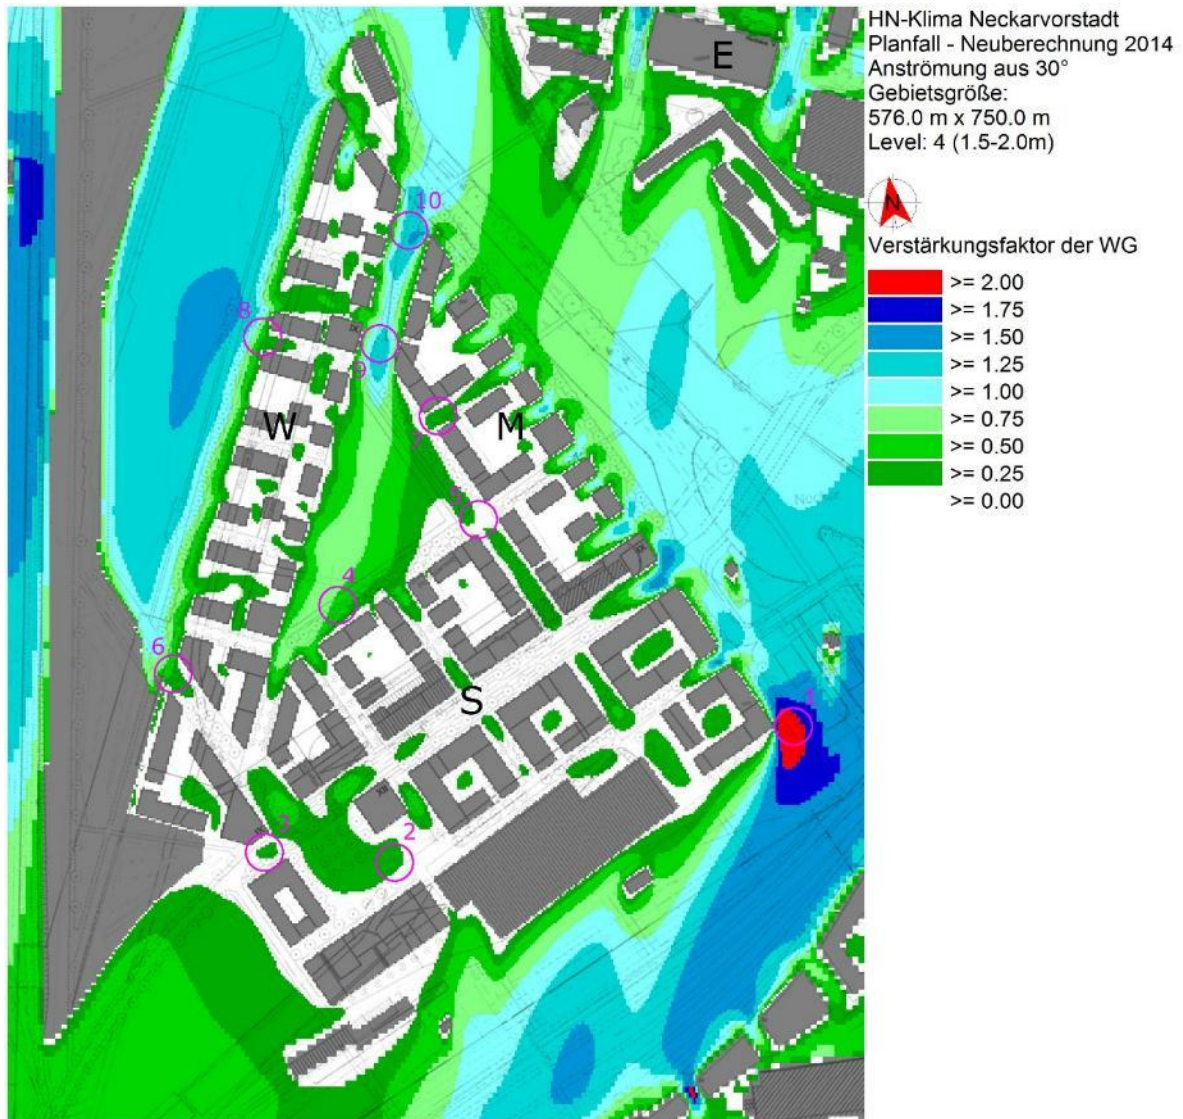 HN-Klima Neckarvorstadt
Planfall - Neuberechnung 2014
Anströmung aus 30°
Gebietsgröße:
576.0 m x 750.0 m
Level: 4 (1.5-2.0m)
N
Verstärkungsfaktor der WG
>= 2.00
>= 1.75
>= 1.50
>= 1.25
>= 1.00
>= 0.75
>= 0.50
>= 0.25
>= 0.00
E
10
8
9
W
M
7
5
4
6
S
1
3
2